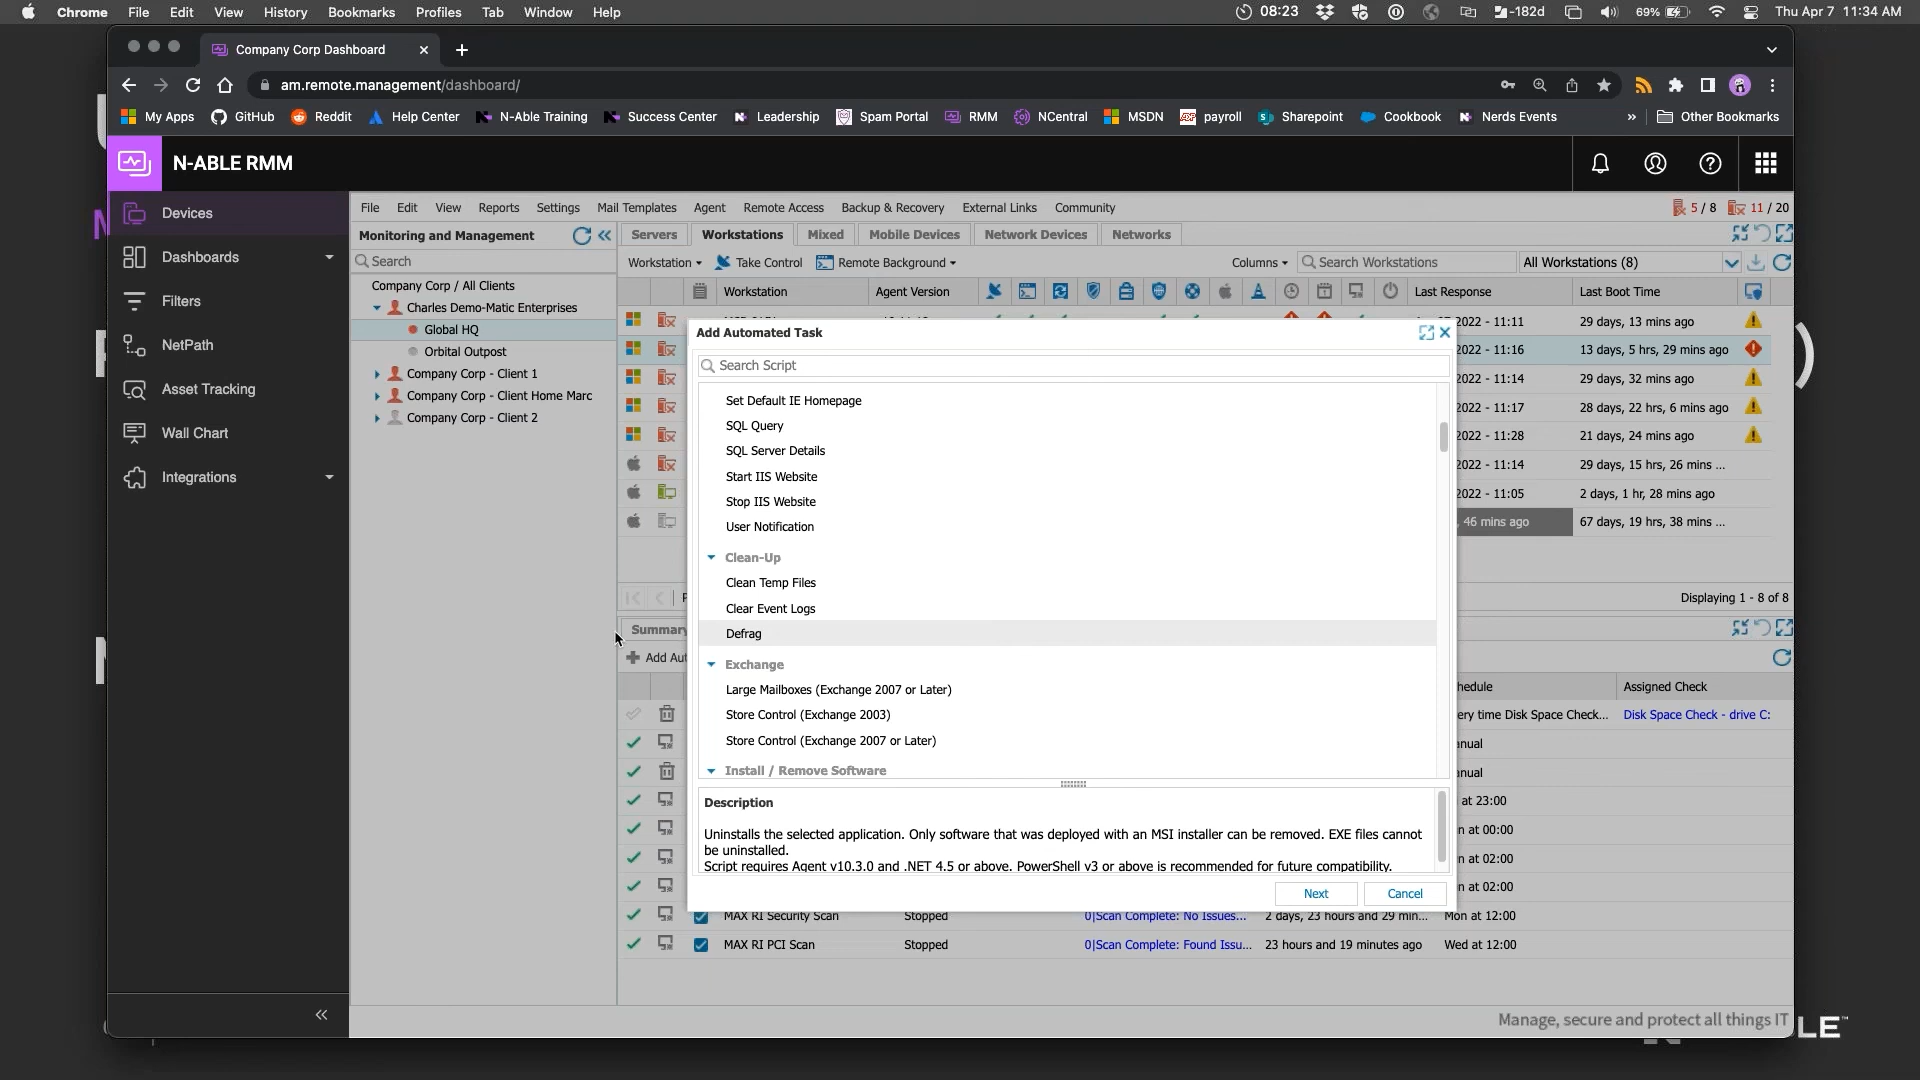 Chrome File Edit View History Bookmarks Profiles Tab Window Help 08:23 -182d 69% Thu Apr 7 11:34 AM
Company Corp Dashboard
am.remote.management/dashboard/
My Apps GitHub Reddit Help Center N-Able Training Success Center Leadership Spam Portal RMM NCentral MSDN payroll Sharepoint Cookbook Nerds Events » Other Bookmarks
N-ABLE RMM
Devices
Dashboards
Filters
NetPath
Asset Tracking
Wall Chart
Integrations
File Edit View Reports Settings Mail Templates Agent Remote Access Backup & Recovery External Links Community 5 / 8 11 / 20
Monitoring and Management
Search
Company Corp / All Clients
Charles Demo-Matic Enterprises
Global HQ
Orbital Outpost
Company Corp - Client 1
Company Corp - Client Home Marc
Company Corp - Client 2
Servers Workstations Mixed Mobile Devices Network Devices Networks
Workstation Take Control Remote Background Columns Search Workstations All Workstations (8)
Workstation Agent Version Last Response Last Boot Time
2022 - 11:11 29 days, 13 mins ago
2022 - 11:16 13 days, 5 hrs, 29 mins ago
2022 - 11:14 29 days, 32 mins ago
2022 - 11:17 28 days, 22 hrs, 6 mins ago
2022 - 11:28 21 days, 24 mins ago
2022 - 11:14 29 days, 15 hrs, 26 mins ...
2022 - 11:05 2 days, 1 hr, 28 mins ago
, 46 mins ago 67 days, 19 hrs, 38 mins ...
Displaying 1 - 8 of 8
Add Automated Task
Search Script
Set Default IE Homepage
SQL Query
SQL Server Details
Start IIS Website
Stop IIS Website
User Notification
Clean-Up
Clean Temp Files
Clear Event Logs
Defrag
Exchange
Large Mailboxes (Exchange 2007 or Later)
Store Control (Exchange 2003)
Store Control (Exchange 2007 or Later)
Install / Remove Software
Description
Uninstalls the selected application. Only software that was deployed with an MSI installer can be removed. EXE files cannot
be uninstalled.
Script requires Agent v10.3.0 and .NET 4.5 or above. PowerShell v3 or above is recommended for future compatibility.
Next Cancel
Summary
Add Aut
hedule Assigned Check
ery time Disk Space Check... Disk Space Check - drive C:
anual
anual
at 23:00
n at 00:00
n at 02:00
n at 02:00
MAX RI Security Scan Stopped 0|Scan Complete: No Issues... 2 days, 23 hours and 29 min... Mon at 12:00
MAX RI PCI Scan Stopped 0|Scan Complete: Found Issu... 23 hours and 19 minutes ago Wed at 12:00
Manage, secure and protect all things IT
LE™